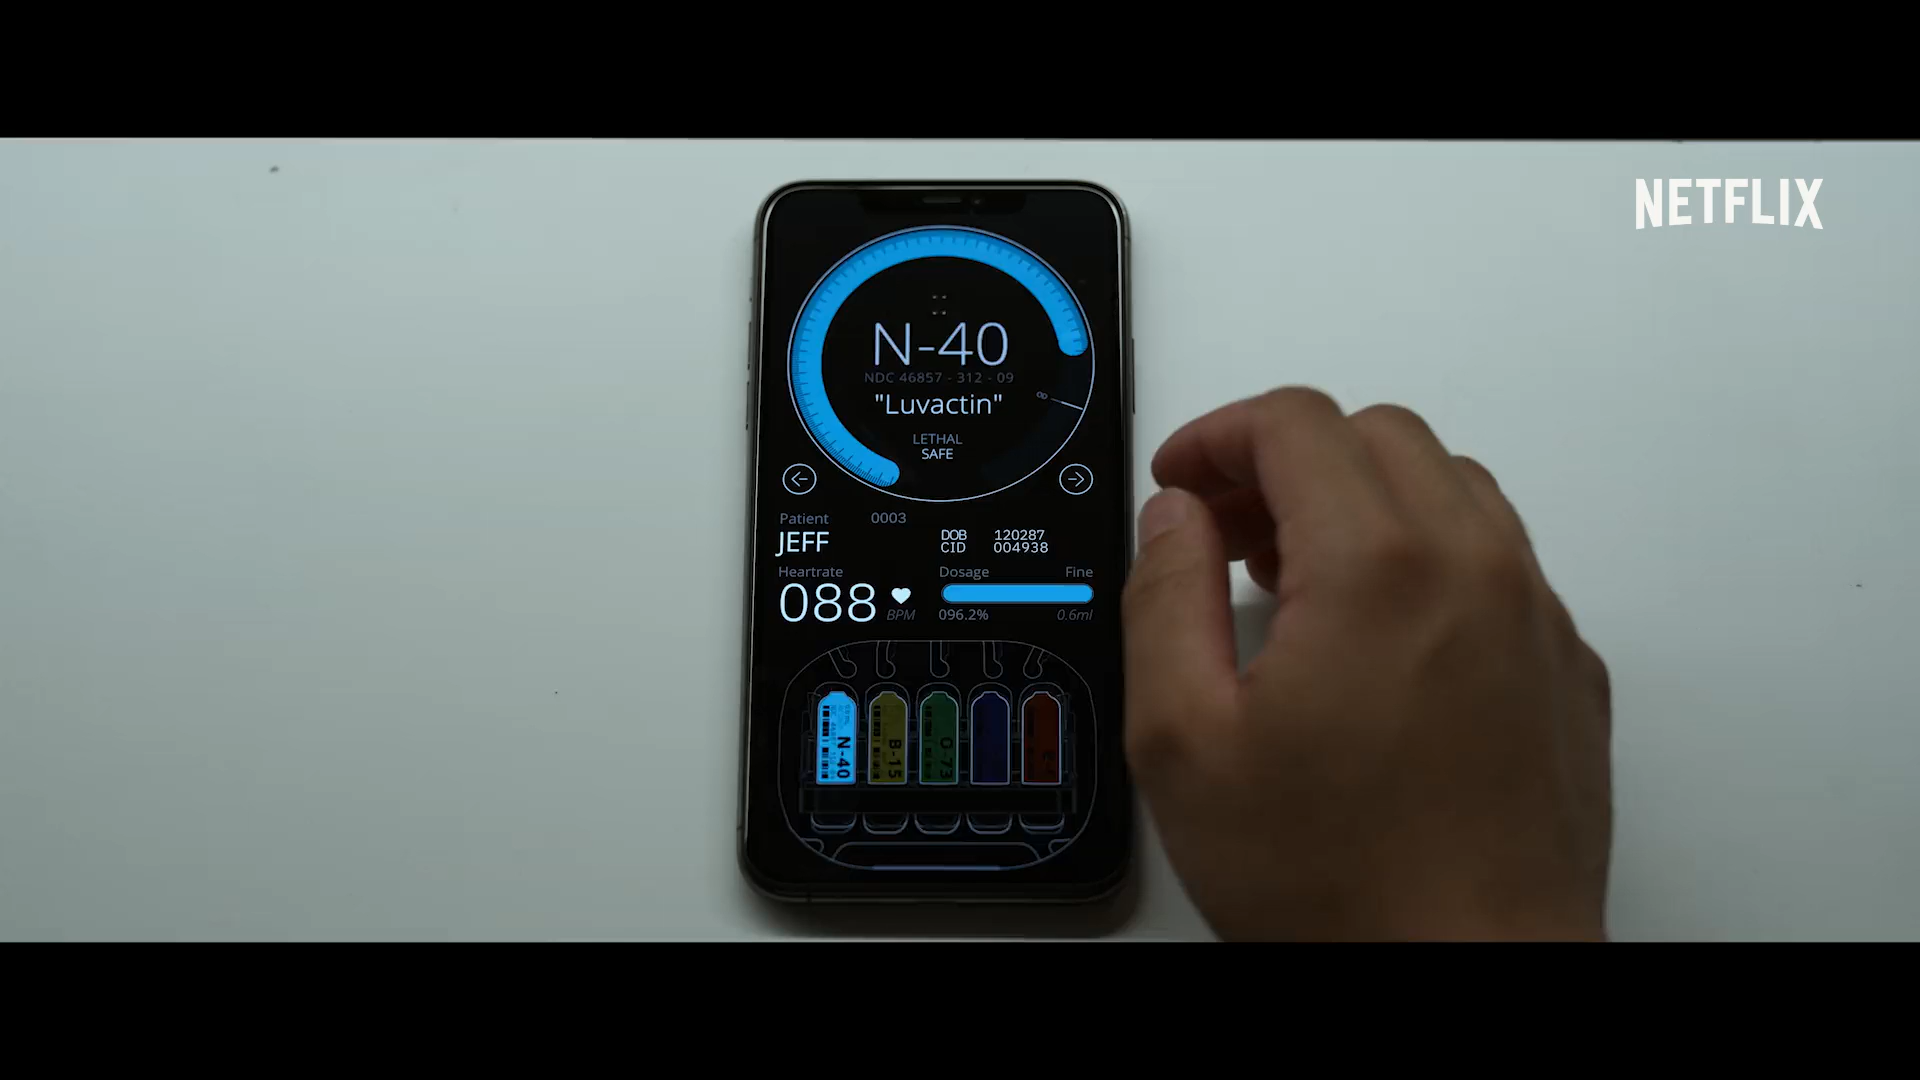 NETFLIX
N-40
NDC 46857 - 312 - 09
"Luvactin"
LETHAL
SAFE
Patient 0003
JEFF
DOB 120287
CID 004938
Heartrate
088
BPM
Dosage Fine
096.2% 0.6ml
N-40
B-15
O-73